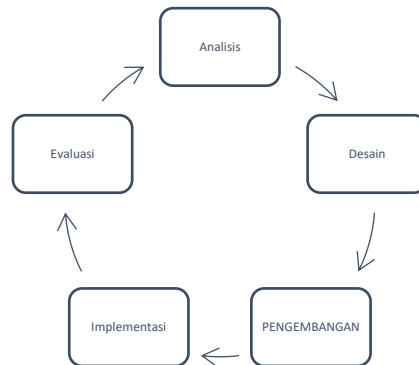 Analisis
Desain
PENGEMBANGAN
Implementasi
Evaluasi